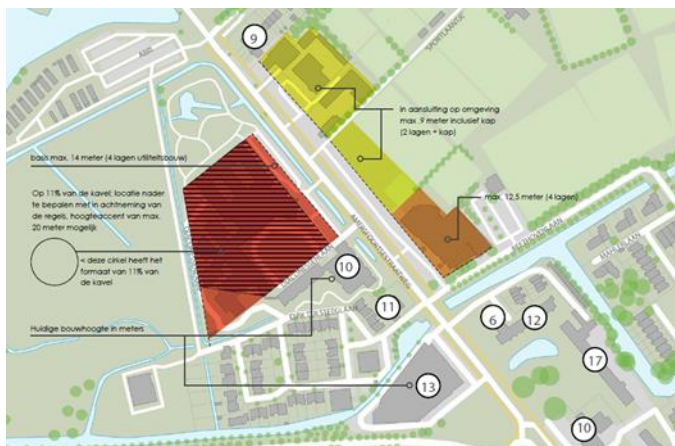 9
SPORTLAANTJE
in aansluiting op omgeving
max .9 meter inclusief kap
(2 lagen + kap)
basis max. 14 meter (4 lagen utiliteitsbouw)
Op 11% van de kavel; locatie nader
te bepalen met in achtneming van
de regels, hoogteaccent van max.
20 meter mogelijk
max. 12,5 meter (4 lagen)
< deze cirkel heeft het
formaat van 11% van
de kavel
AMERSFOORTSESTRAATWEG
10
11
Huidige bouwhoogte in meters
6
12
17
13
10